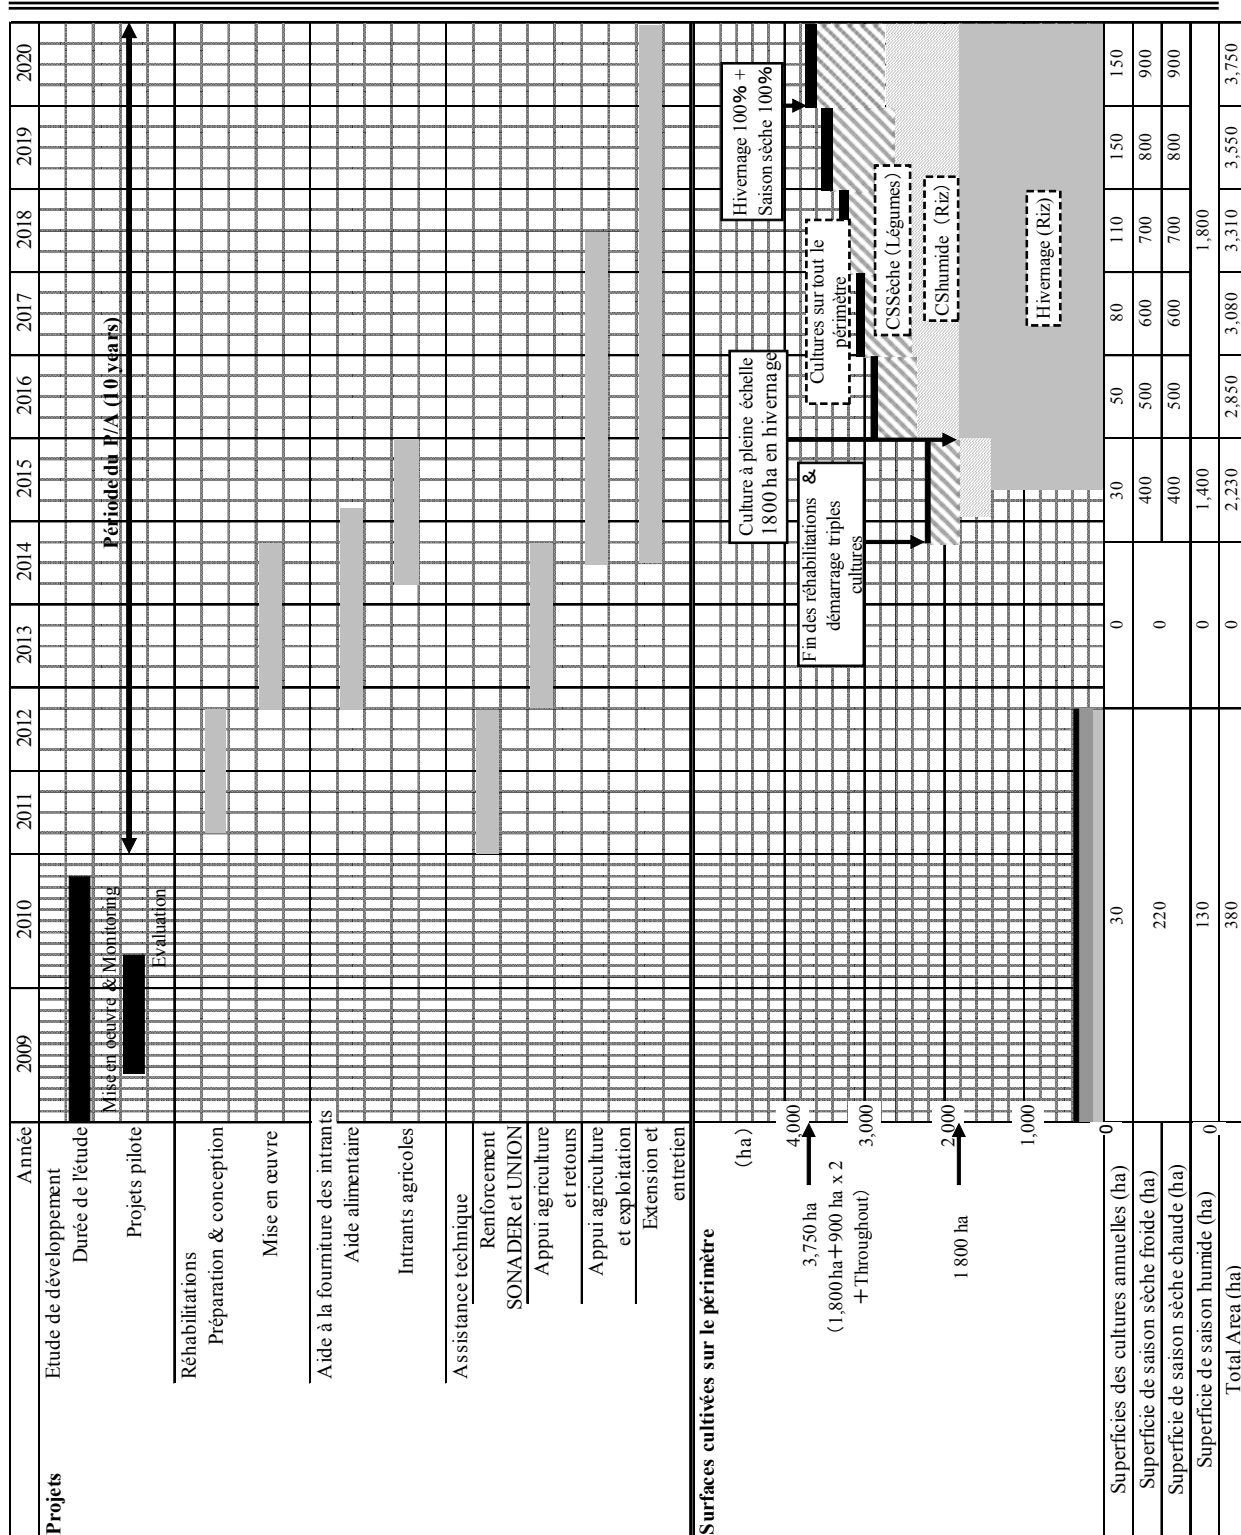 Année 2009 2010 2011 2012 2013 2014 2015 2016 2017 2018 2019 2020
Projets
Etude de développement
Durée de l'étude
Mise en oeuvre & Monitoring
Projets pilote
Evaluation
Période du P/A (10 years)
Réhabilitations
Préparation & conception
Mise en œuvre
Aide à la fourniture des intrants
Aide alimentaire
Intrants agricoles
Assistance technique
Renforcement
SONADER et UNION
Appui agriculture
et retours
Appui agriculture
et exploitation
Extension et
entretien
Surfaces cultivées sur le périmètre
(ha)
4,000
3,000
2,000
1,000
0
3,750 ha
(1,800 ha+900 ha x 2
+Throughout)
1800 ha
Fin des réhabilitations &
démarrage triples
cultures
Culture à pleine échelle
1800 ha en hivernage
Cultures sur tout le
périmètre
Hivernage 100% +
Saison sèche 100%
CSSèche (Légumes)
CShumide (Riz)
Hivernage (Riz)
Superficies des cultures annuelles (ha) 30 0 30 50 80 110 150 150
Superficie de saison sèche froide (ha) 220 0 400 500 600 700 800 900
Superficie de saison sèche chaude (ha) 400 500 600 700 800 900
Superficie de saison humide (ha) 0 130 0 1,400 1,800
Total Area (ha) 380 0 2,230 2,850 3,080 3,310 3,550 3,750